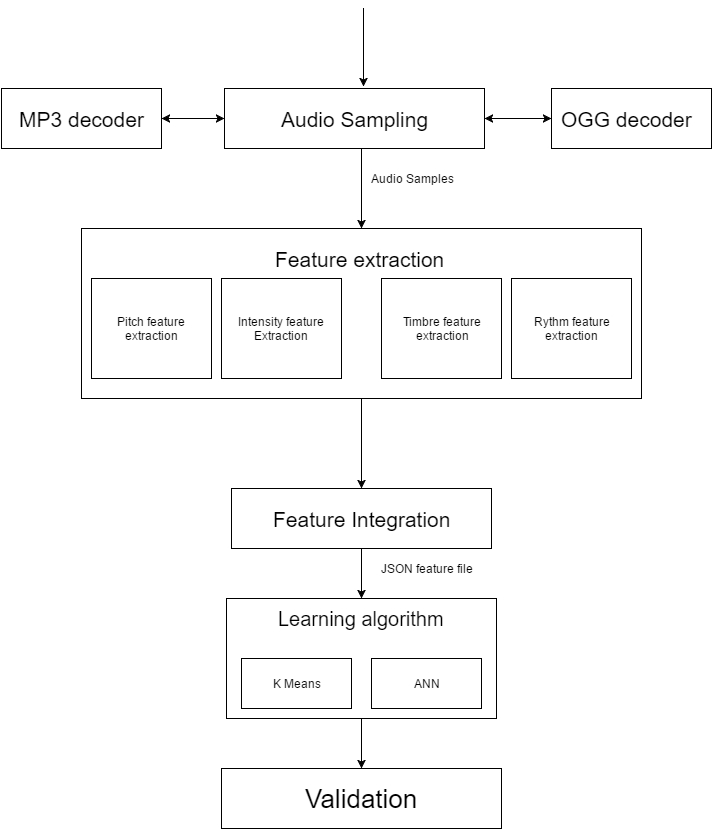 MP3 decoder
Audio Sampling
OGG decoder
Audio Samples
Feature extraction
Pitch feature
extraction
Intensity feature
Extraction
Timbre feature
extraction
Rythm feature
extraction
Feature Integration
JSON feature file
Learning algorithm
K Means
ANN
Validation